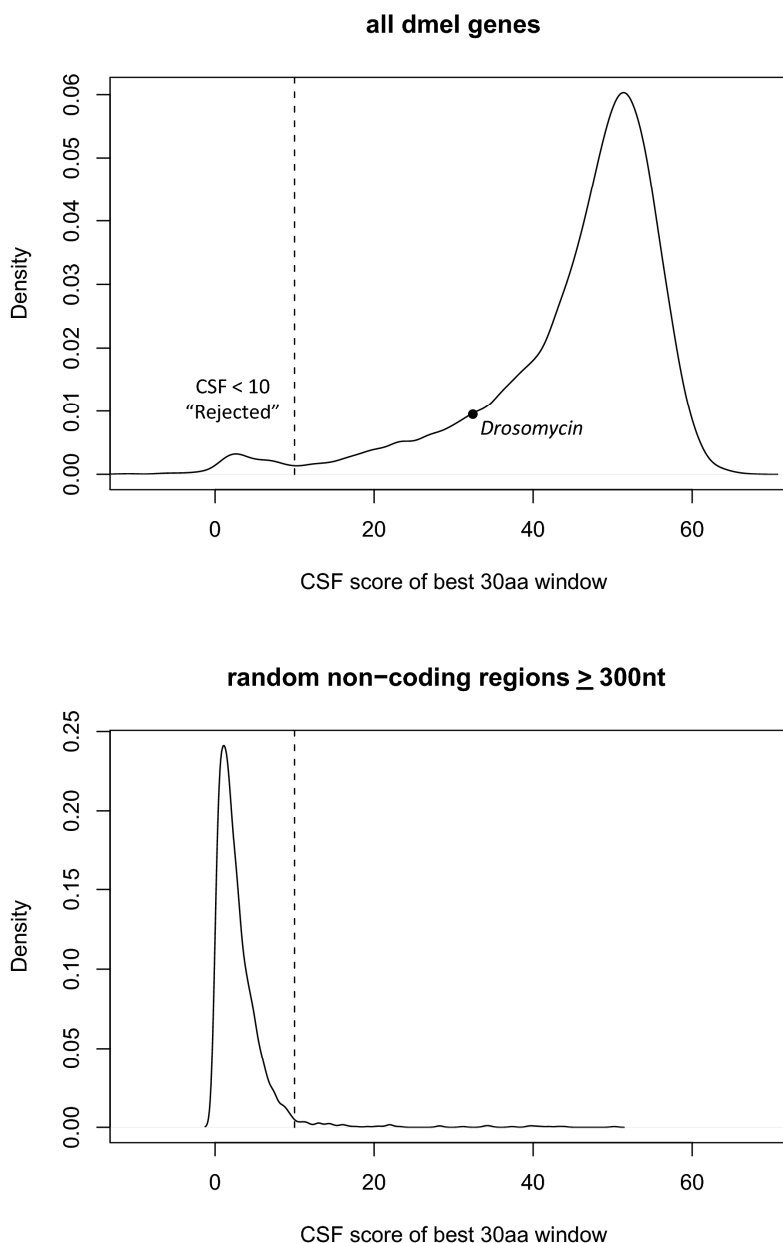 all dmel genes
0.06
0.05
0.04
0.03
0.02
0.01
0.00
Density
CSF < 10
“Rejected”
Drosomycin
0 20 40 60
CSF score of best 30aa window
random non−coding regions ≥ 300nt
0.25
0.20
0.15
0.10
0.05
0.00
Density
0 20 40 60
CSF score of best 30aa window